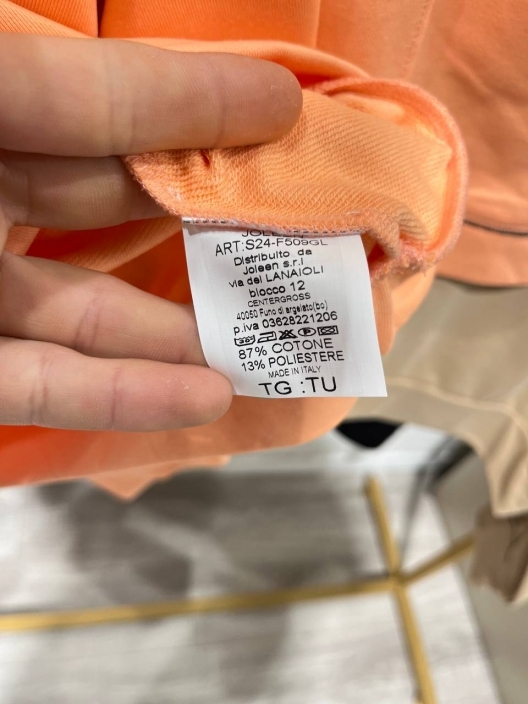 ART:S24-F509GL
Distribuito da
Joleen s.r.l
via dei LANAIOLI
blocco 12
CENTERGROSS
40050 Funo di argelato(bo)
p.iva 03628221206
87% COTONE
13% POLIESTERE
MADE IN ITALY
TG :TU